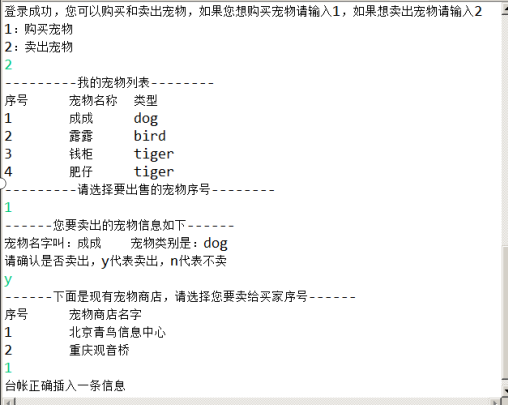 登录成功，您可以购买和卖出宠物，如果您想购买宠物请输入1，如果想卖出宠物请输入2
1：购买宠物
2：卖出宠物
2
---------我的宠物列表--------
序号 宠物名称 类型
1 成成 dog
2 露露 bird
3 钱柜 tiger
4 肥仔 tiger
---------请选择要出售的宠物序号--------
1
------您要卖出的宠物信息如下------
宠物名字叫：成成 宠物类别是：dog
请确认是否卖出，y代表卖出，n代表不卖
y
------下面是现有宠物商店，请选择您要卖给买家序号------
序号 宠物商店名字
1 北京青鸟信息中心
2 重庆观音桥
1
台帐正确插入一条信息